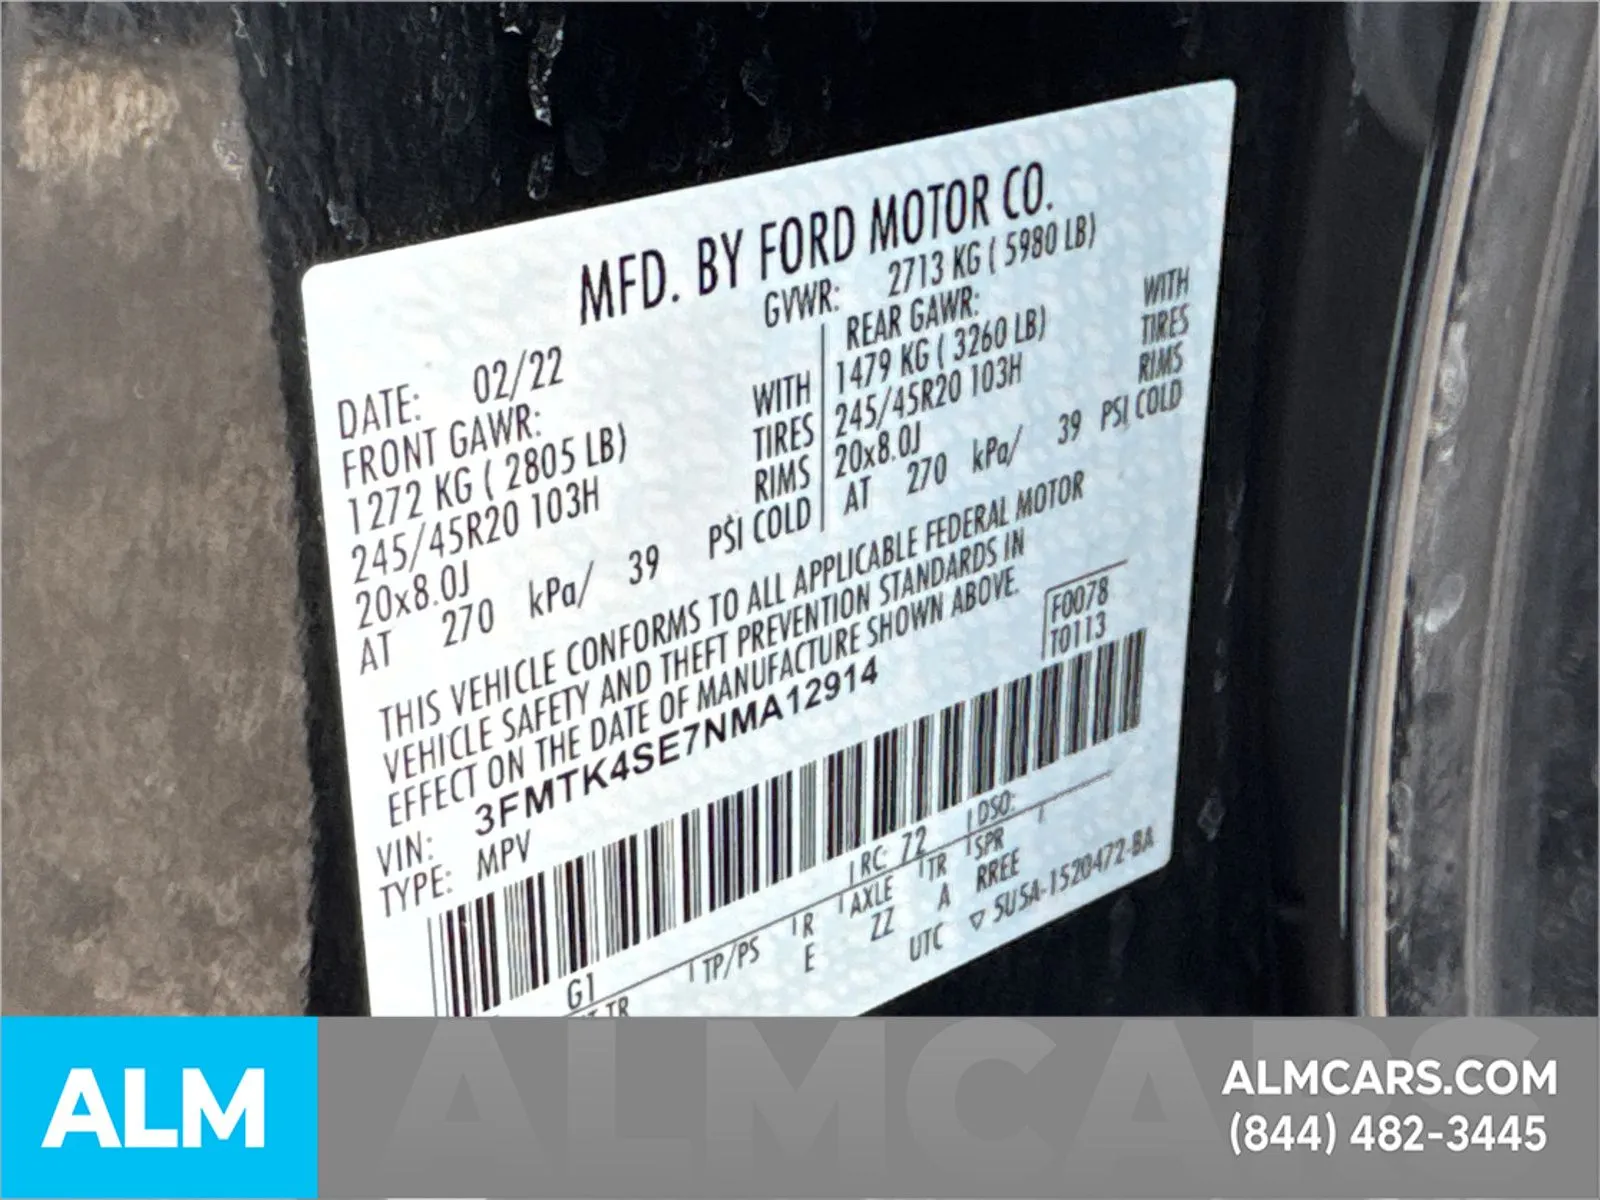 MFD. BY FORD MOTOR CO.
GVWR: 2713 KG ( 5980 LB)
DATE: 02/22
FRONT GAWR:
1272 KG ( 2805 LB) WITH
245/45R20 103H TIRES
20x8.0J RIMS
AT 270 kPa/ 39 PSI COLD
REAR GAWR:
1479 KG ( 3260 LB) WITH
245/45R20 103H TIRES
20x8.0J RIMS
AT 270 kPa/ 39 PSI COLD
THIS VEHICLE CONFORMS TO ALL APPLICABLE FEDERAL MOTOR
VEHICLE SAFETY AND THEFT PREVENTION STANDARDS IN
EFFECT ON THE DATE OF MANUFACTURE SHOWN ABOVE.
F0078
T0113
VIN: 3FMTK4SE7NMA12914
TYPE: MPV
RC: 72 DSO:
G1 TP/PS R AXLE TR SPR
E ZZ A RREE
TR
UTC ▽ 5U5A-1520472-BA
ALMCARS
ALM
ALMCARS.COM
(844) 482-3445